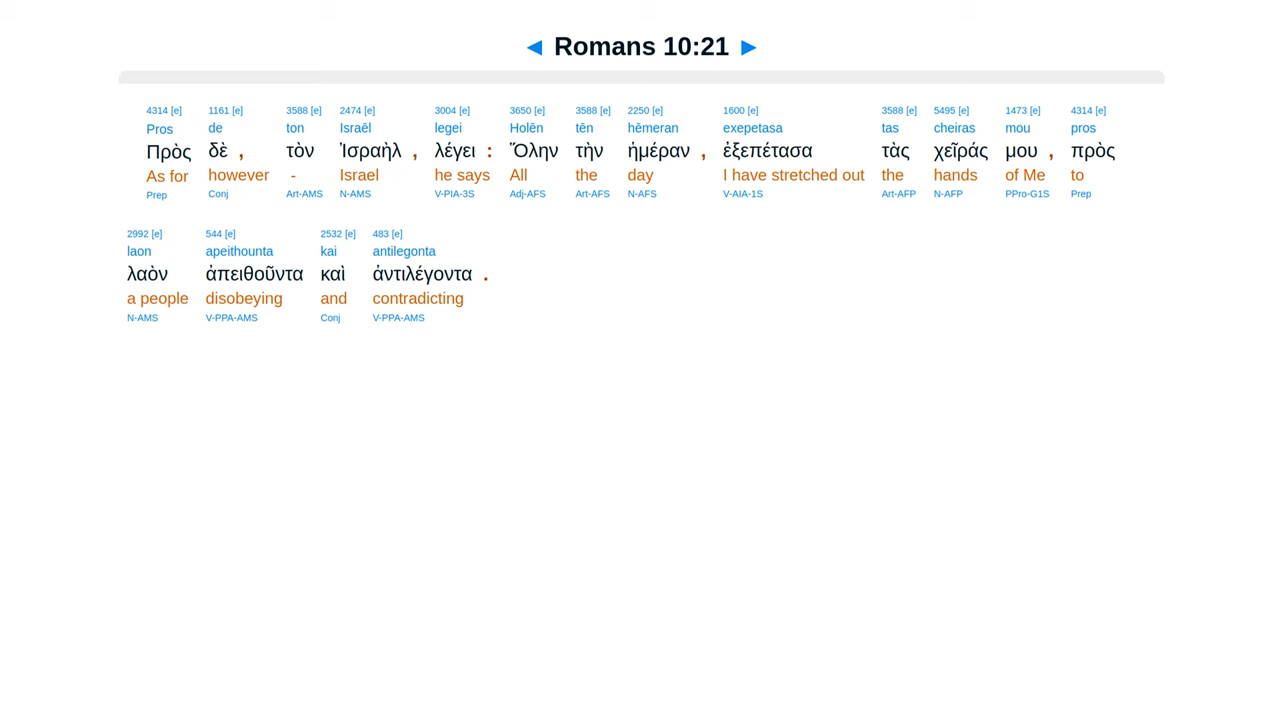 ◄ Romans 10:21 ►
4314 [e] 1161 [e] 3588 [e] 2474 [e] 3004 [e] 3650 [e] 3588 [e] 2250 [e] 1600 [e] 3588 [e] 5495 [e] 1473 [e] 4314 [e]
Pros de ton Israēl legei Holēn tēn hēmeran exepetasa tas cheiras mou pros
Πρὸς δὲ , τὸν Ἰσραὴλ , λέγει : Ὅλην τὴν ἡμέραν , ἐξεπέτασα τὰς χεῖράς μου , πρὸς
As for however - Israel he says All the day I have stretched out the hands of Me to
Prep Conj Art-AMS N-AMS V-PIA-3S Adj-AFS Art-AFS N-AFS V-AIA-1S Art-AFP N-AFP PPro-G1S Prep
2992 [e] 544 [e] 2532 [e] 483 [e]
laon apeithounta kai antilegonta
λαὸν ἀπειθοῦντα καὶ ἀντιλέγοντα .
a people disobeying and contradicting
N-AMS V-PPA-AMS Conj V-PPA-AMS